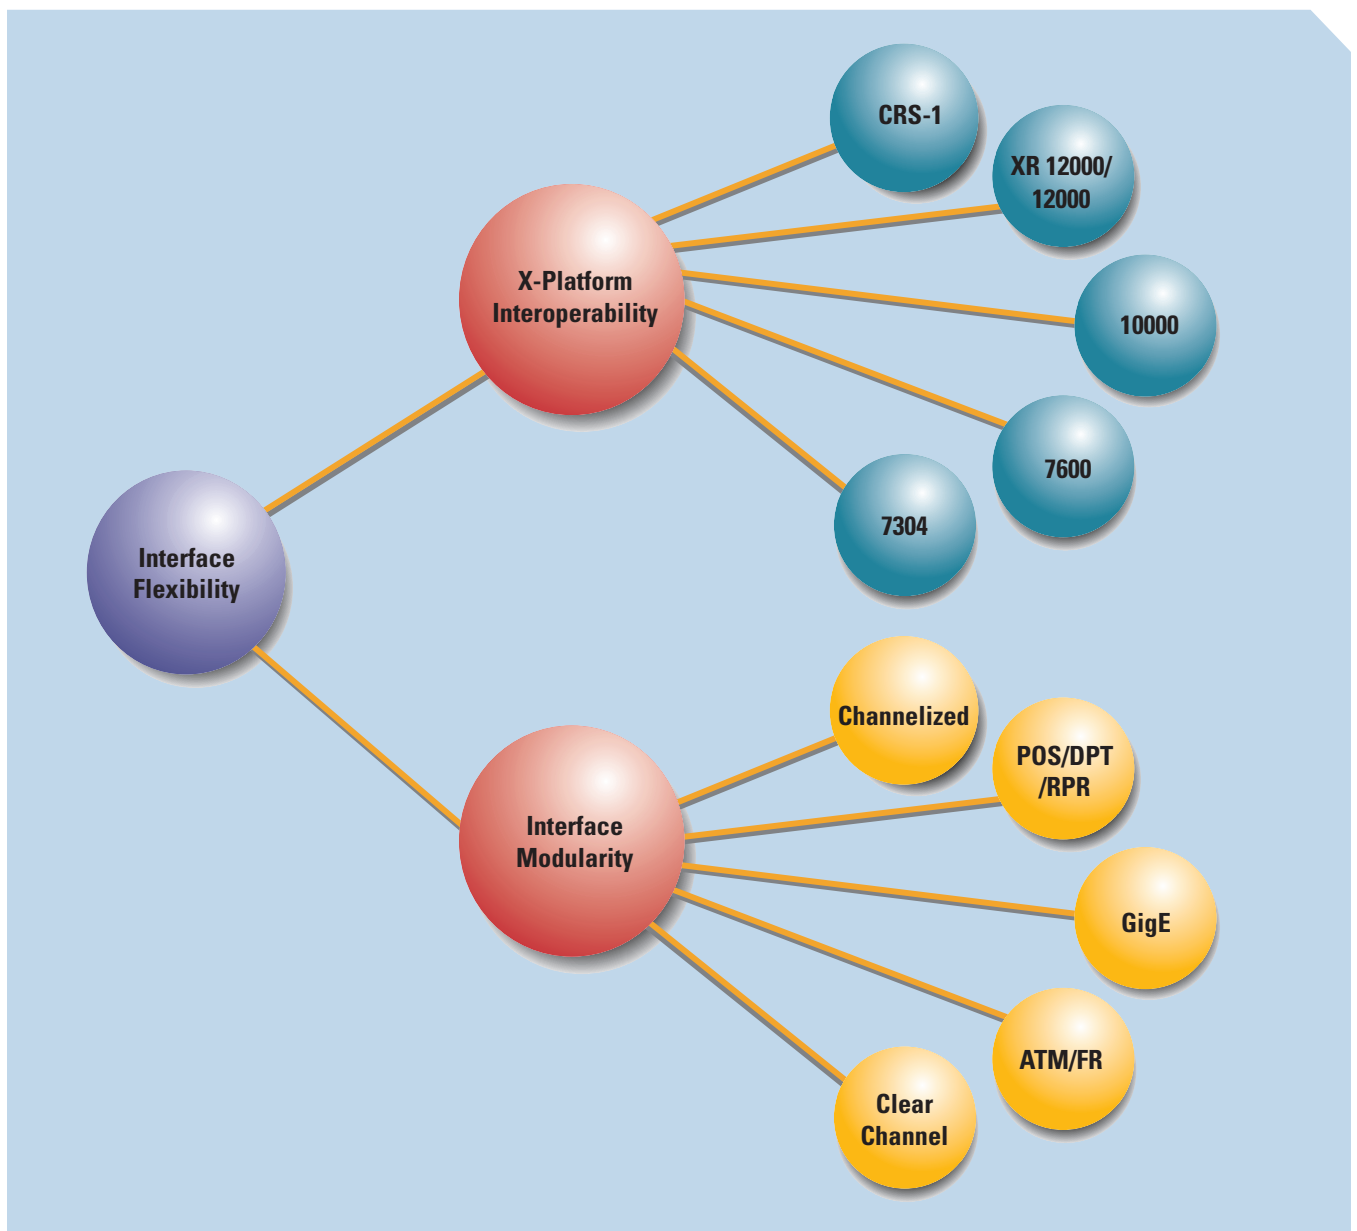 CRS-1
XR 12000/
12000
X-Platform
Interoperability
10000
7600
7304
Interface
Flexibility
Channelized
POS/DPT
/RPR
Interface
Modularity
GigE
ATM/FR
Clear
Channel